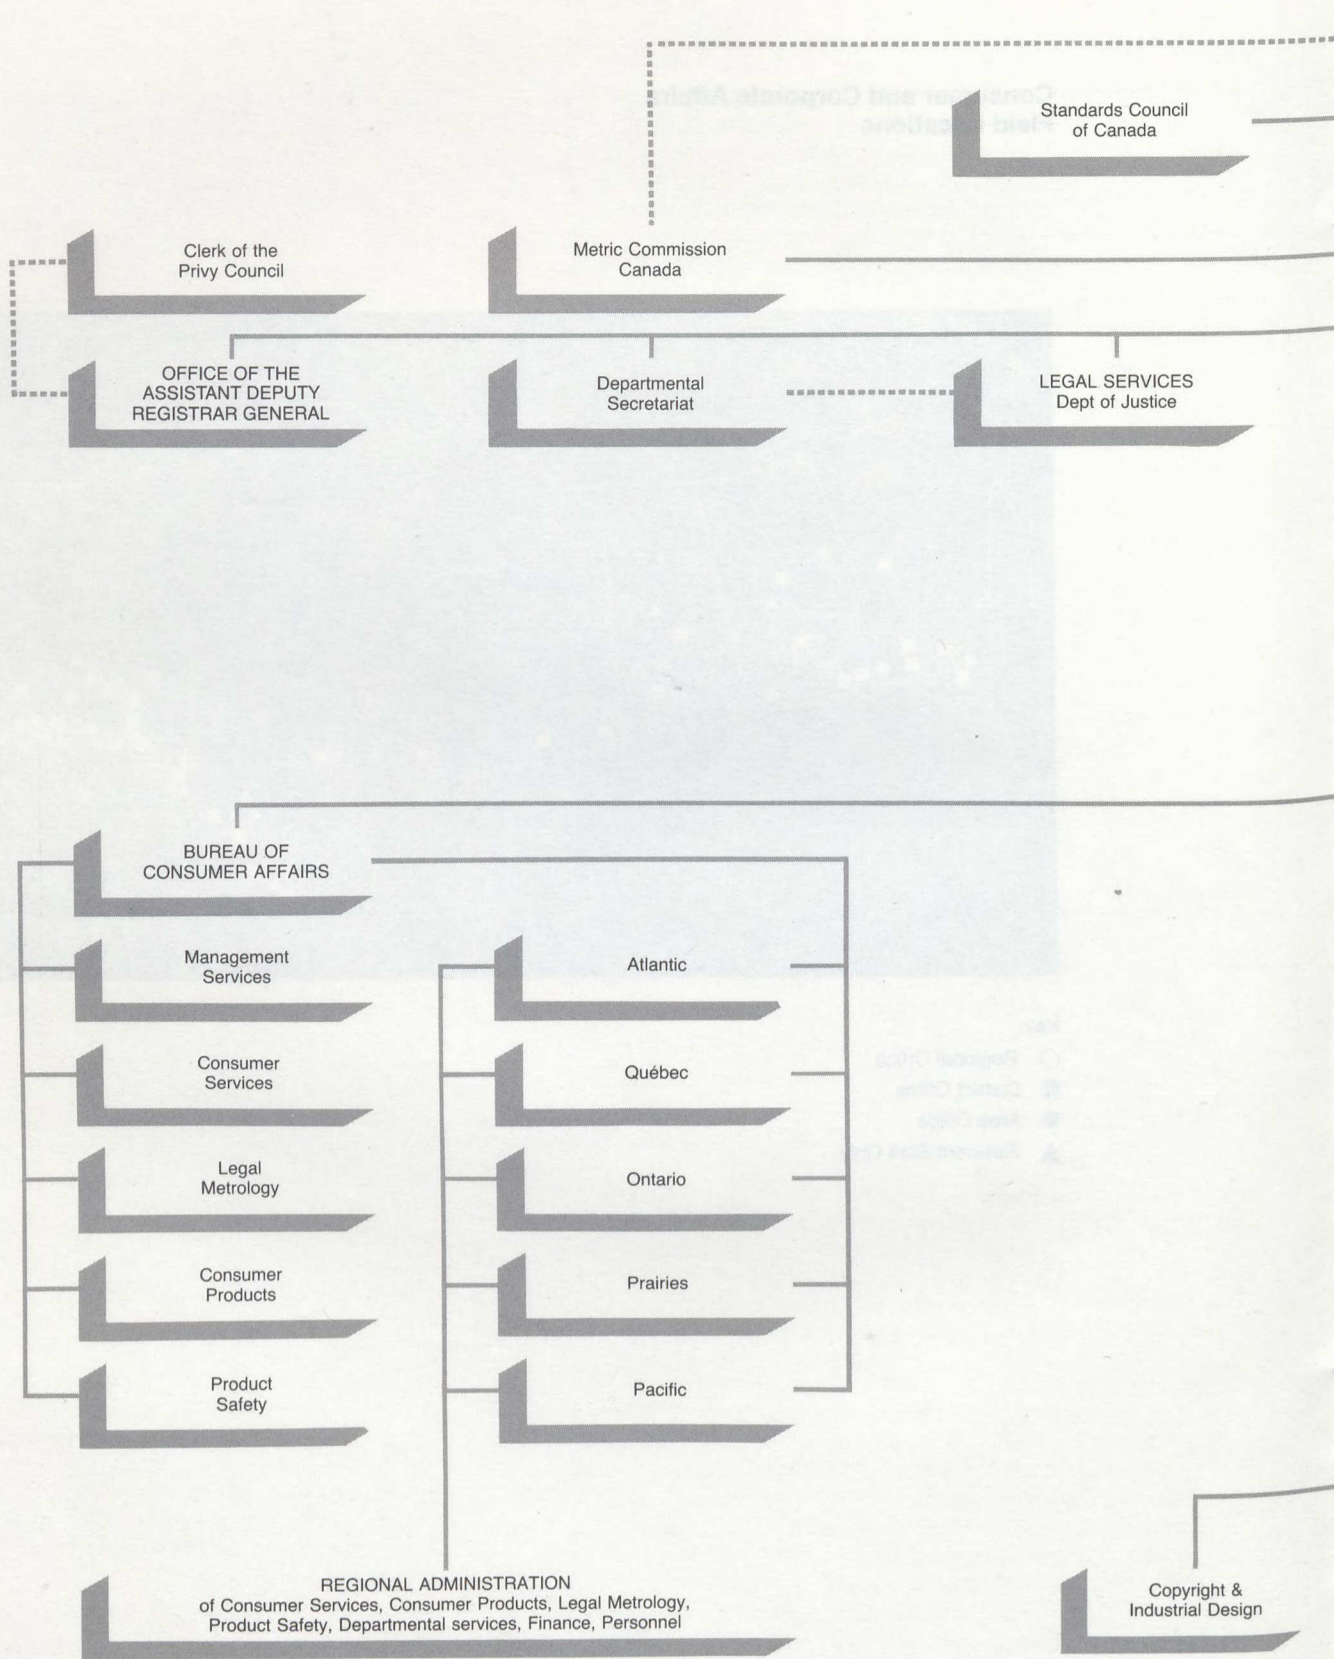 Standards Council
of Canada
Clerk of the
Privy Council
Metric Commission
Canada
OFFICE OF THE
ASSISTANT DEPUTY
REGISTRAR GENERAL
Departmental
Secretariat
LEGAL SERVICES
Dept of Justice
BUREAU OF
CONSUMER AFFAIRS
Management
Services
Consumer
Services
Legal
Metrology
Consumer
Products
Product
Safety
Atlantic
Québec
Ontario
Prairies
Pacific
REGIONAL ADMINISTRATION
of Consumer Services, Consumer Products, Legal Metrology,
Product Safety, Departmental services, Finance, Personnel
Copyright &
Industrial Design